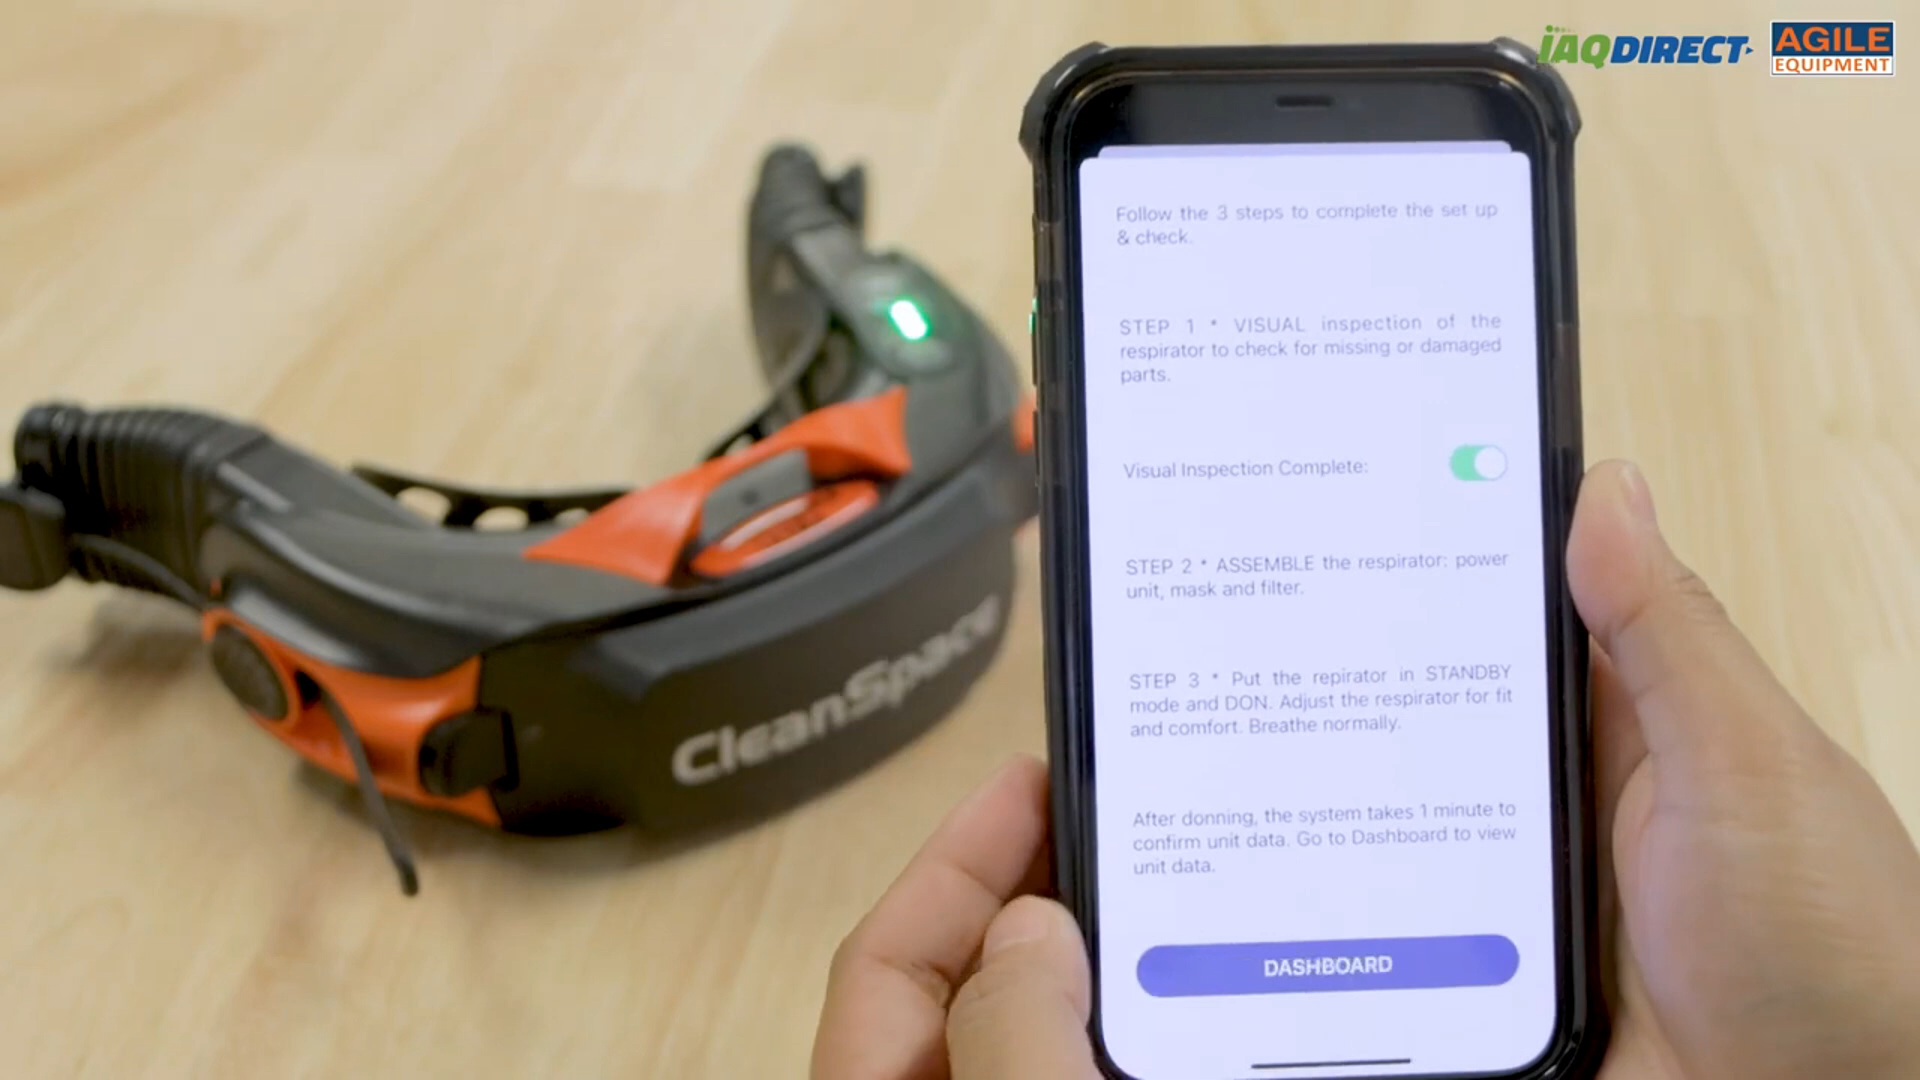 iAQDIRECT
AGILE
EQUIPMENT
Follow the 3 steps to complete the set up
& check.
STEP 1 * VISUAL inspection of the
respirator to check for missing or damaged
parts.
Visual Inspection Complete:
STEP 2 * ASSEMBLE the respirator: power
unit, mask and filter.
STEP 3 * Put the repirator in STANDBY
mode and DON. Adjust the respirator for fit
and comfort. Breathe normally.
After donning, the system takes 1 minute to
confirm unit data. Go to Dashboard to view
unit data.
DASHBOARD
CleanSpace